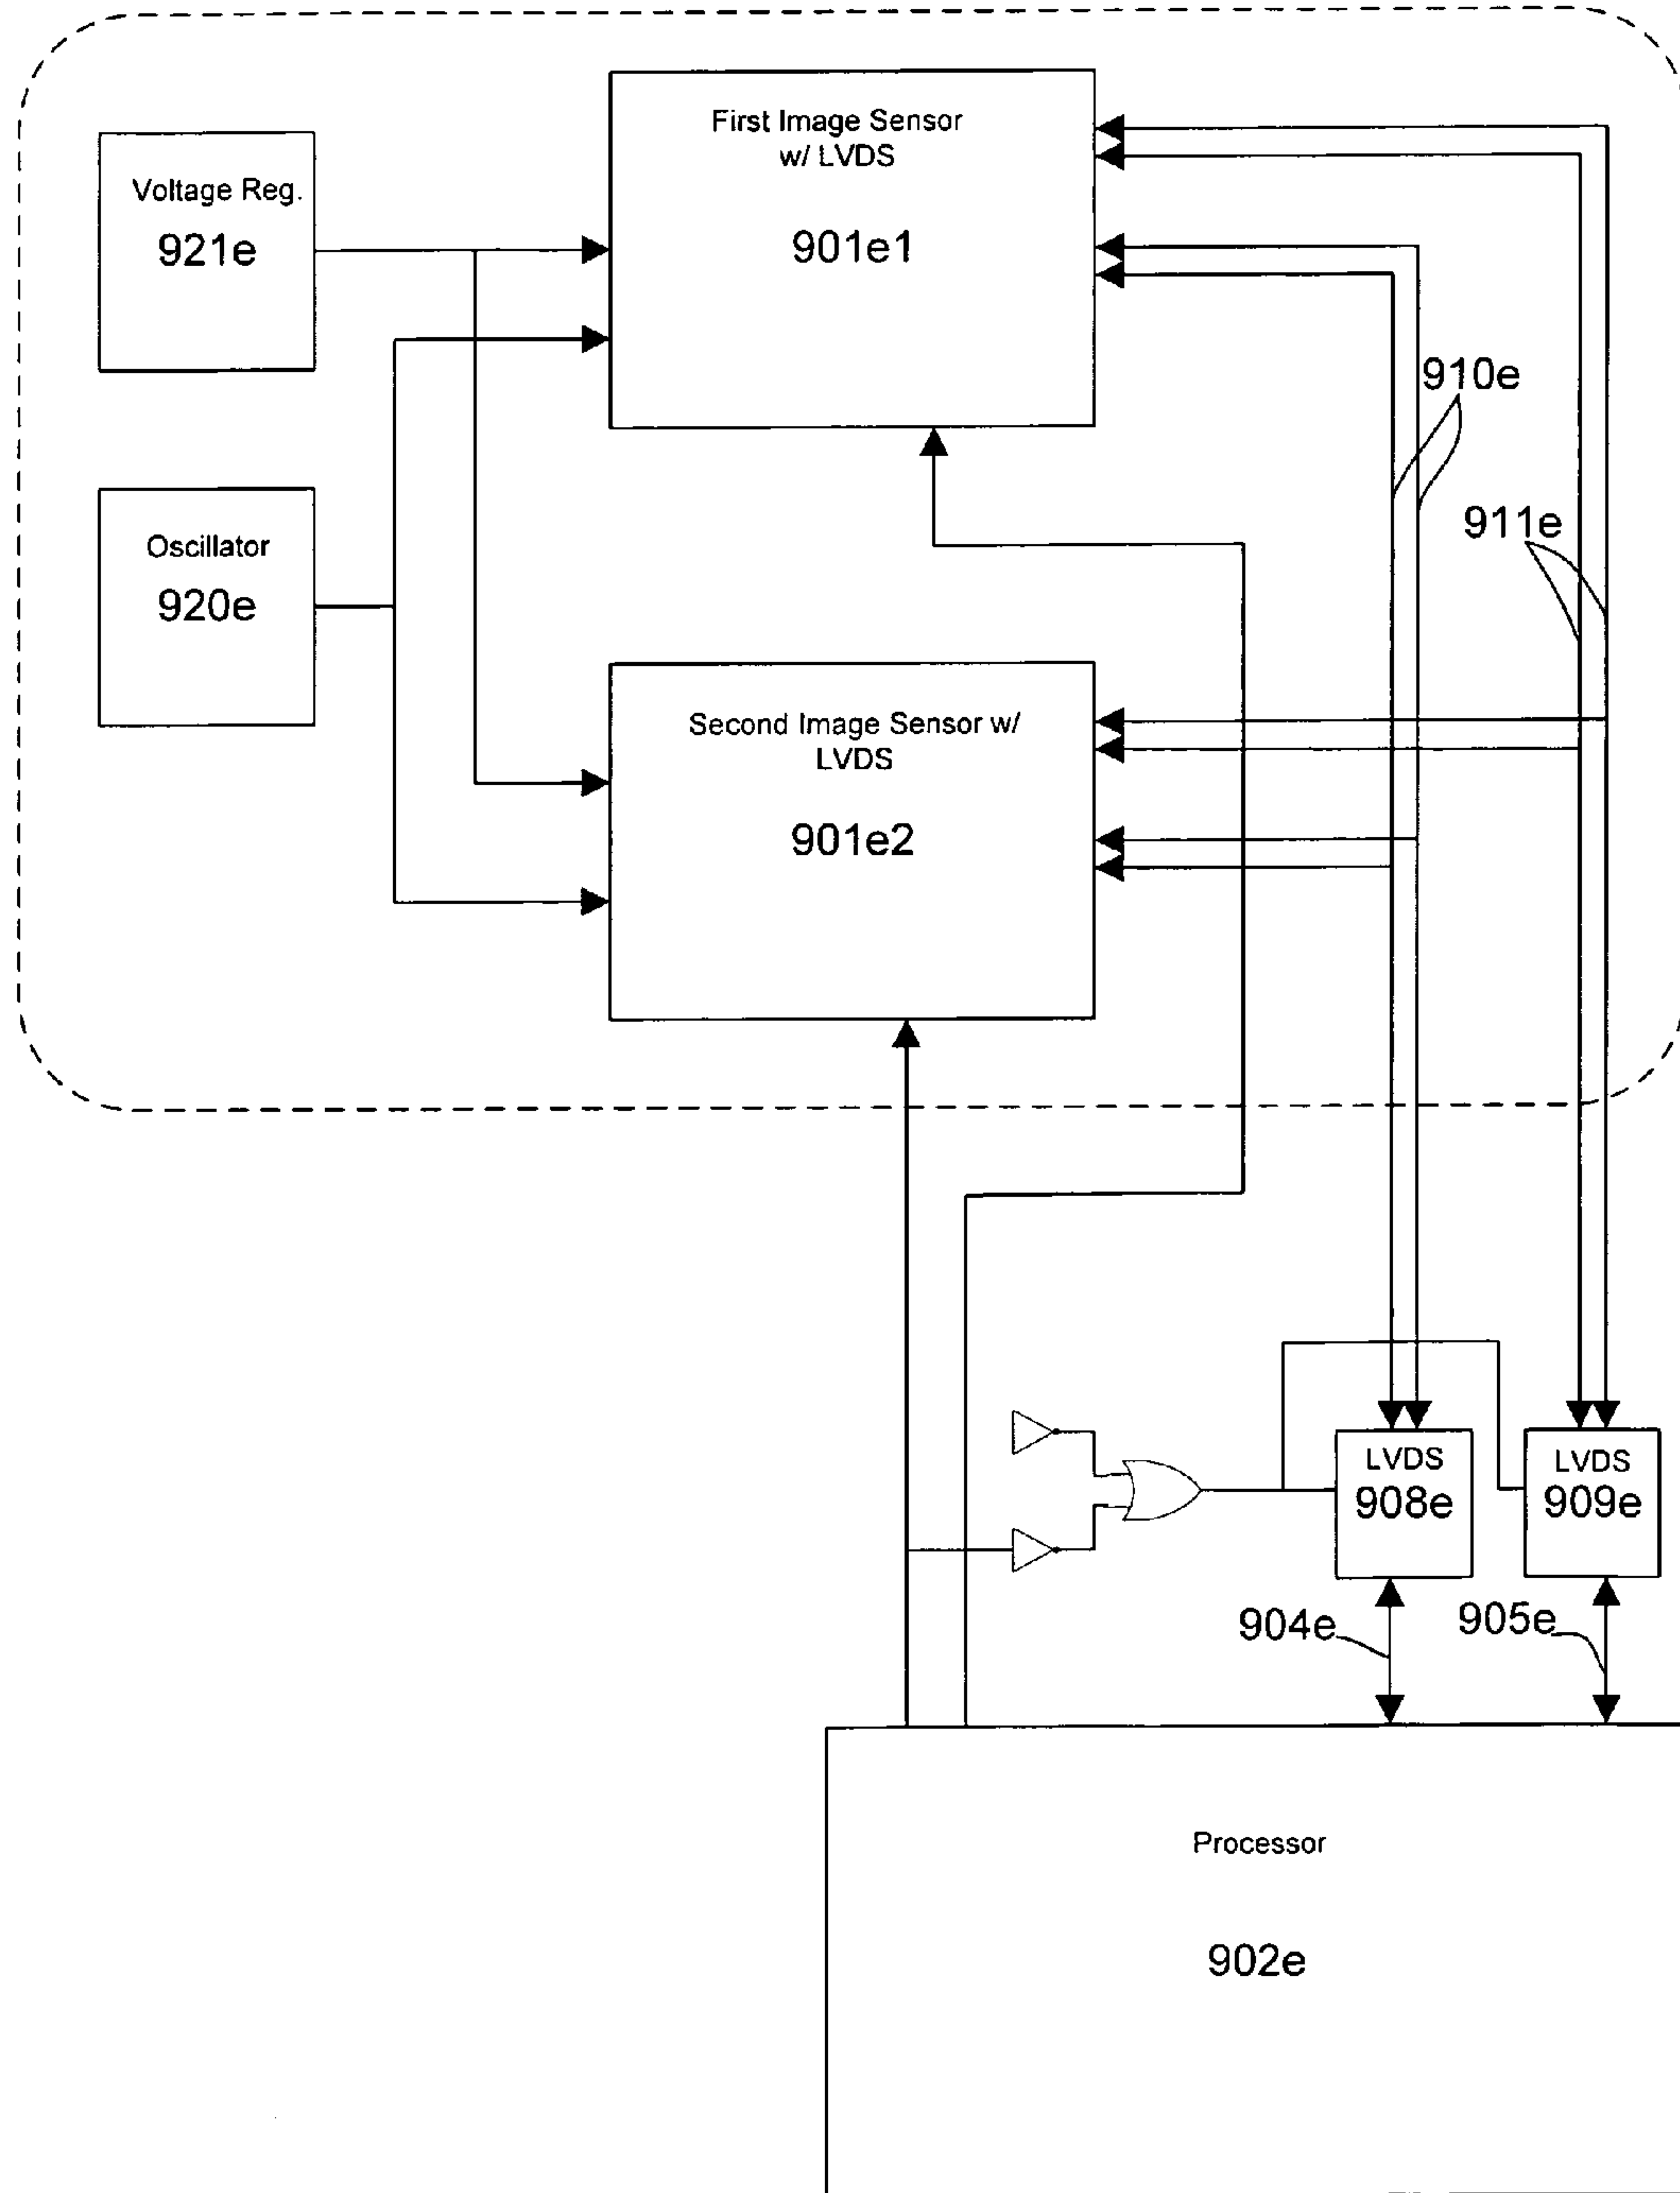 First Image Sensor
w/ LVDS
901e1
Voltage Reg.
921e
910e
911e
Oscillator
920e
Second Image Sensor w/
LVDS
901e2
LVDS
908e
LVDS
909e
904e
905e
Processor
902e